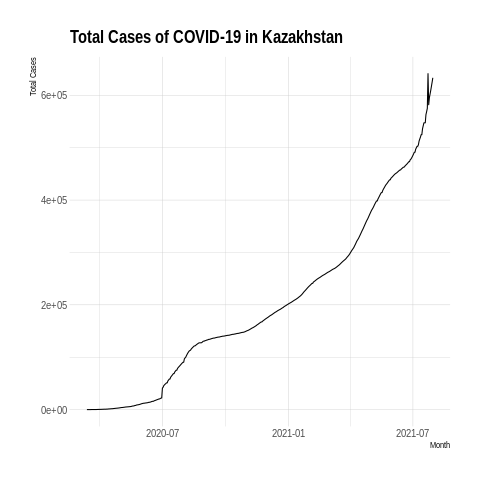 Total Cases of COVID-19 in Kazakhstan
Total Cases
6e+05
4e+05
2e+05
0e+00
2020-07 2021-01 2021-07
Month